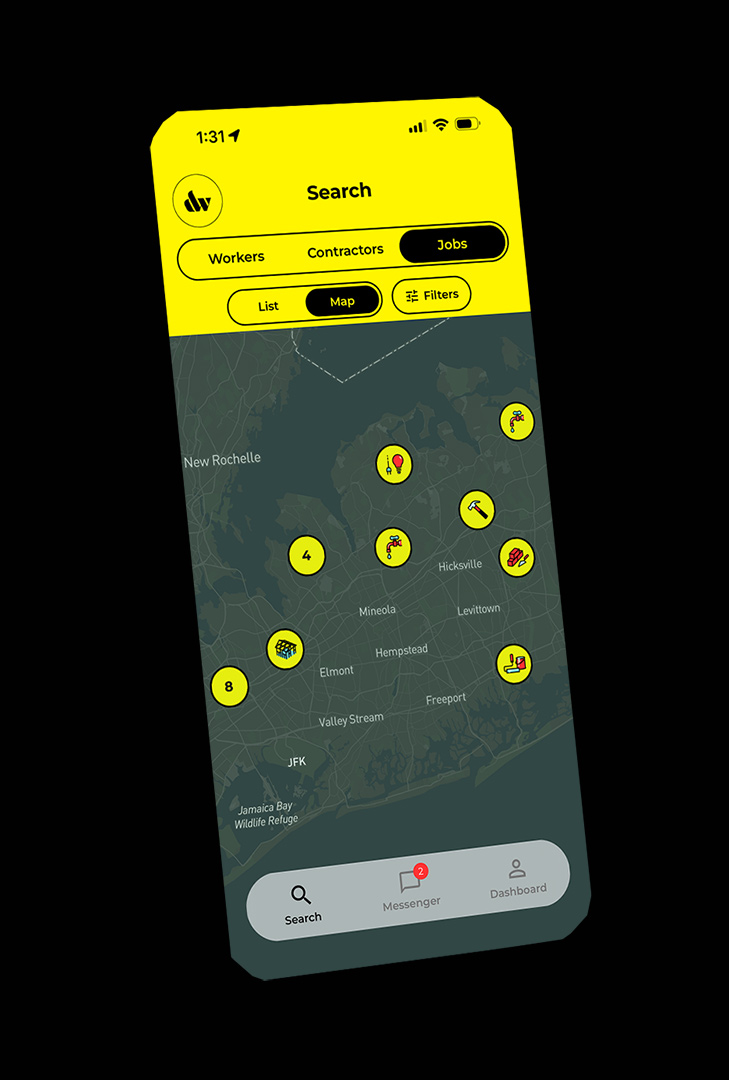 1:31
dw
Search
Workers Contractors Jobs
List Map Filters
New Rochelle
4
Hicksville
Mineola
Levittown
Hempstead
Elmont
8
Freeport
Valley Stream
JFK
Jamaica Bay
Wildlife Refuge
2
Search Messenger Dashboard